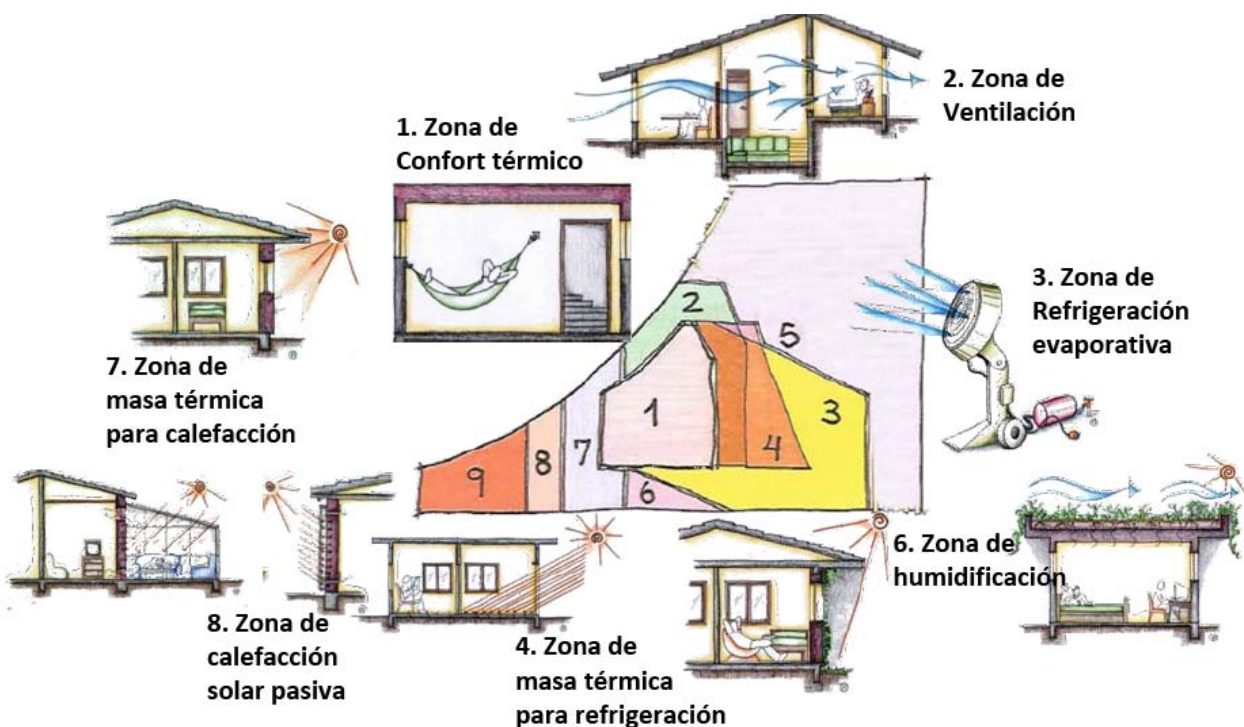 2. Zona de
Ventilación
1. Zona de
Confort térmico
3. Zona de
Refrigeración
evaporativa
7. Zona de
masa térmica
para calefacción
2
5
1
3
7
4
8
9
6
6. Zona de
humidificación
8. Zona de
calefacción
solar pasiva
4. Zona de
masa térmica
para refrigeración